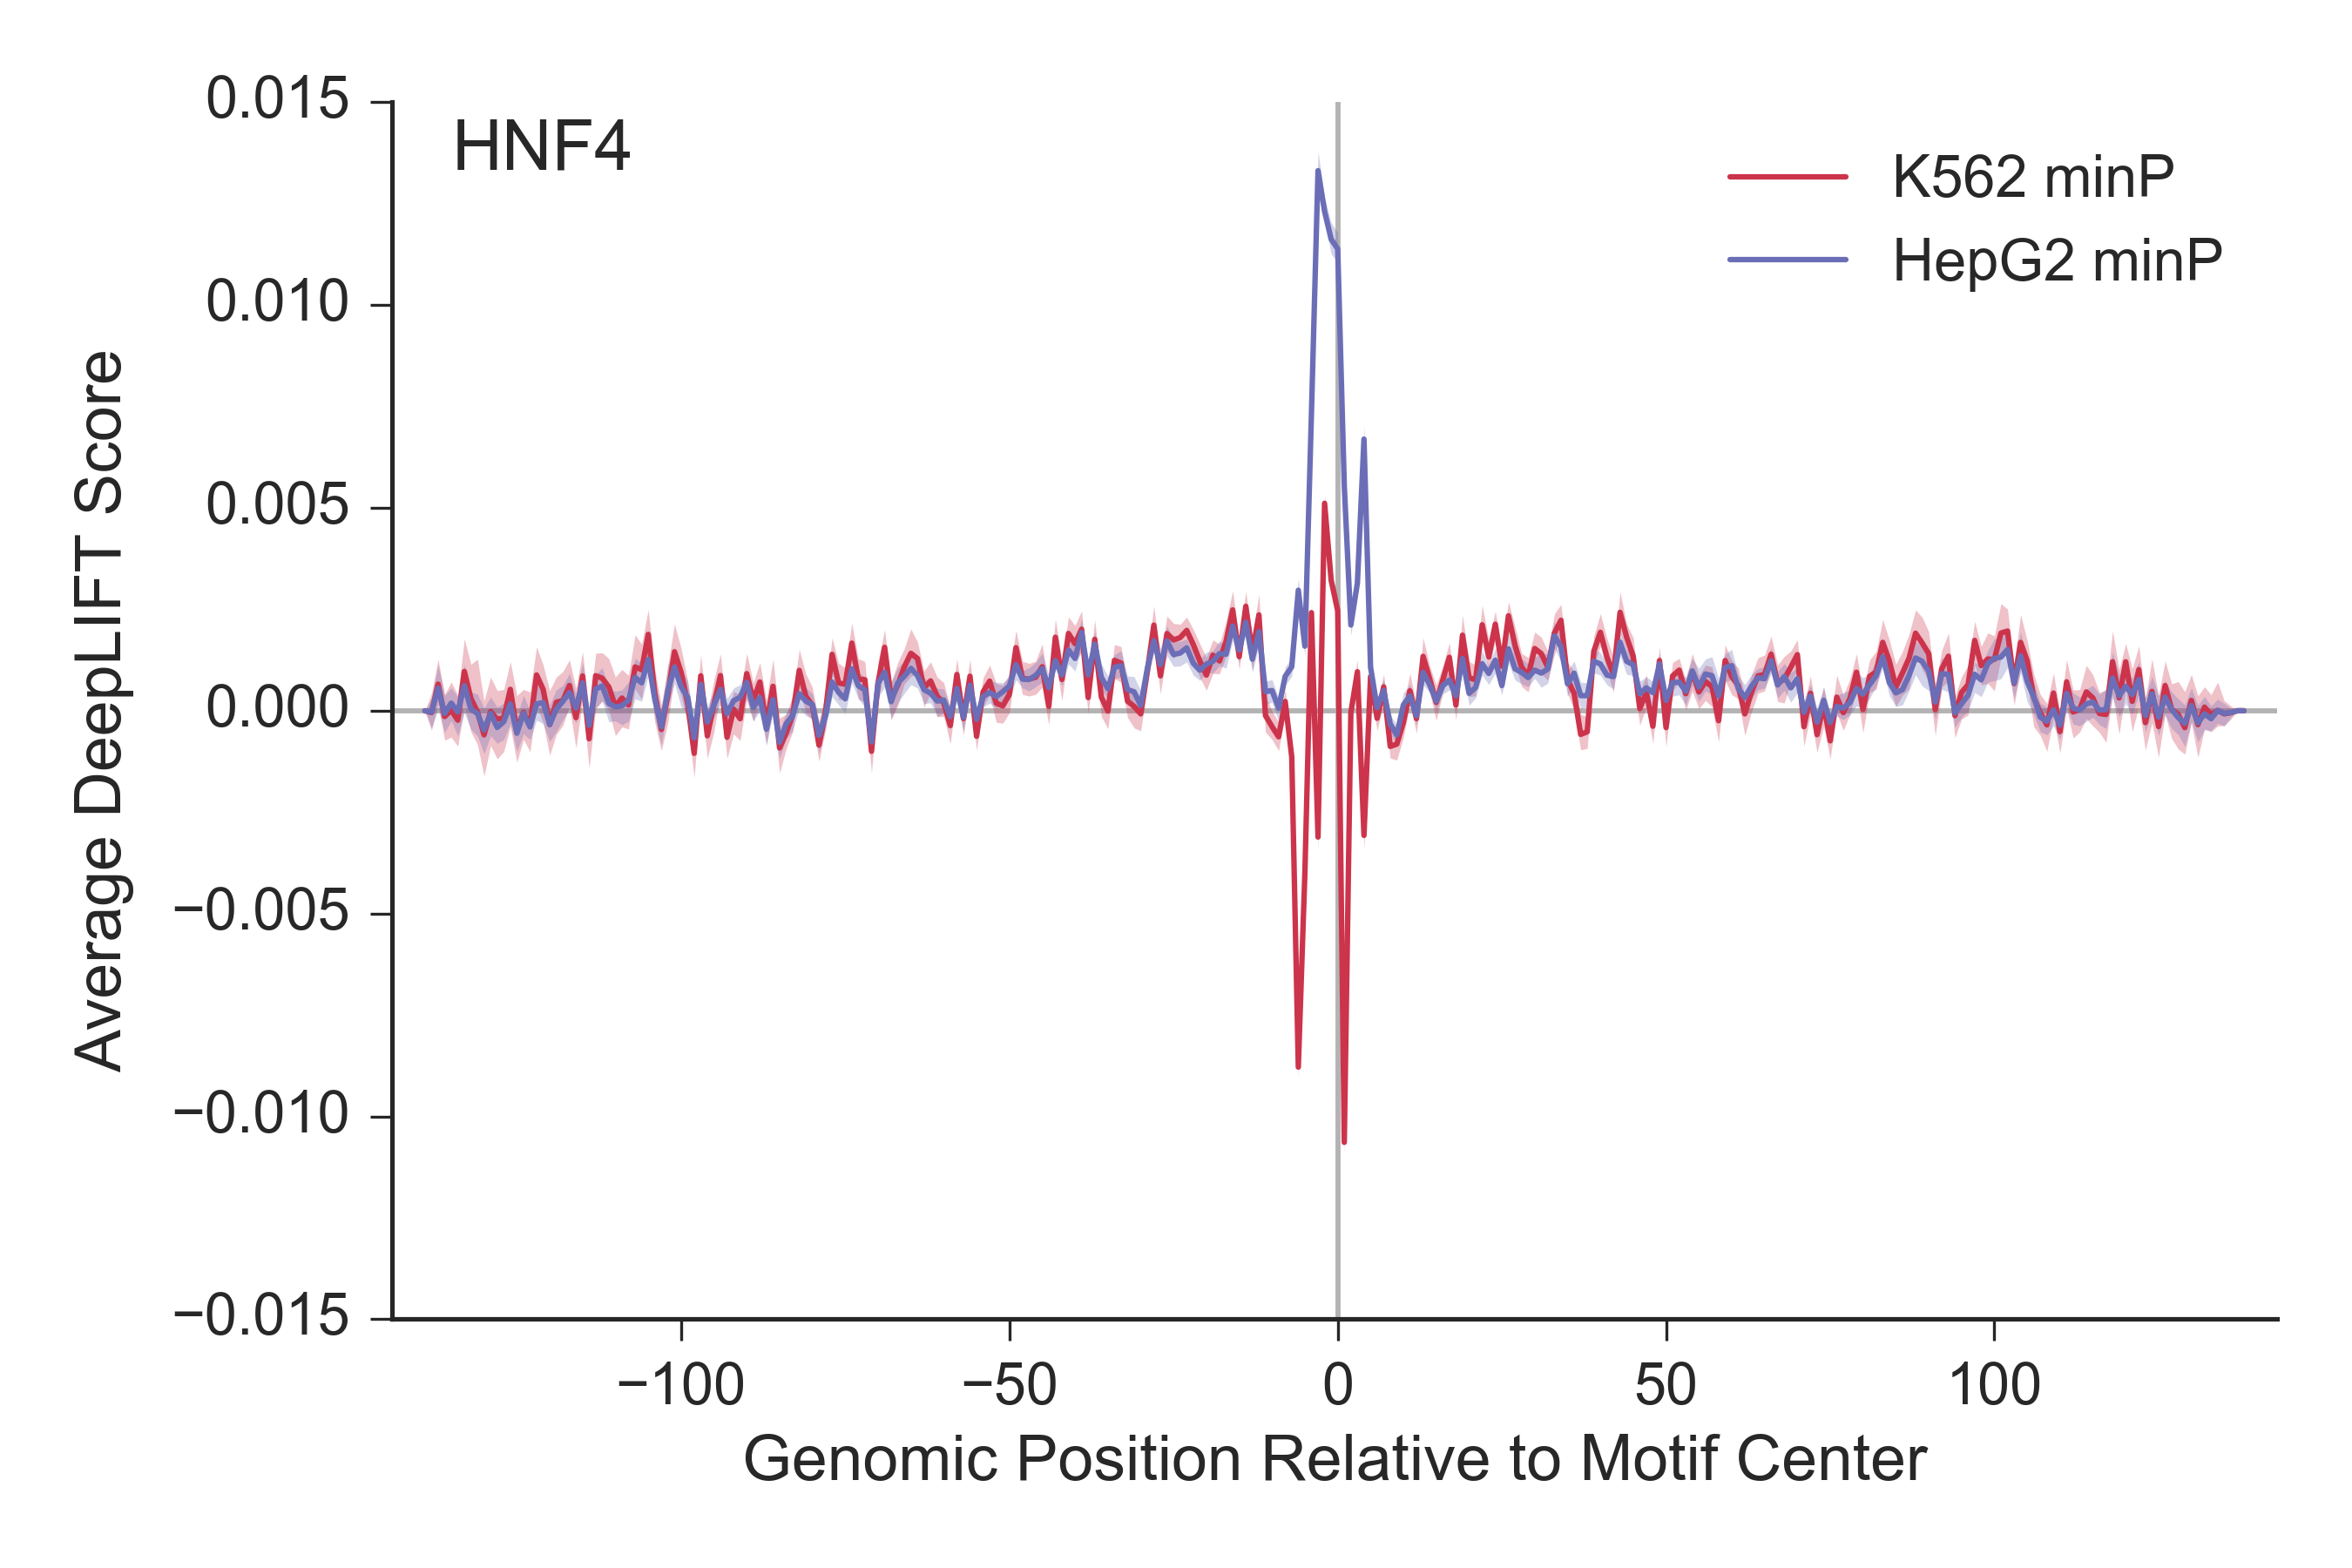 HNF4
K562 minP
HepG2 minP
Average DeepLIFT Score
0.015
0.010
0.005
0.000
−0.005
−0.010
−0.015
−100 −50 0 50 100
Genomic Position Relative to Motif Center